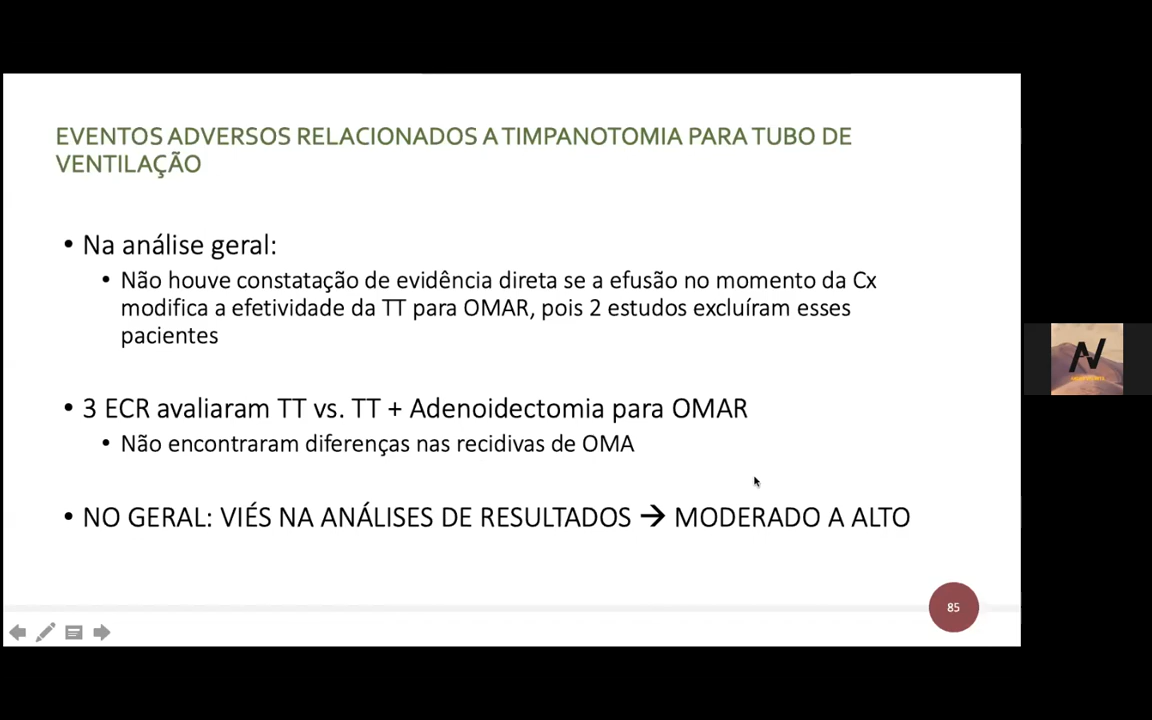 EVENTOS ADVERSOS RELACIONADOS A TIMPANOTOMIA PARA TUBO DE
VENTILAÇÃO
• Na análise geral:
• Não houve constatação de evidência direta se a efusão no momento da Cx
modifica a efetividade da TT para OMAR, pois 2 estudos excluíram esses
pacientes
• 3 ECR avaliaram TT vs. TT + Adenoidectomia para OMAR
• Não encontraram diferenças nas recidivas de OMA
• NO GERAL: VIÉS NA ANÁLISES DE RESULTADOS → MODERADO A ALTO
85